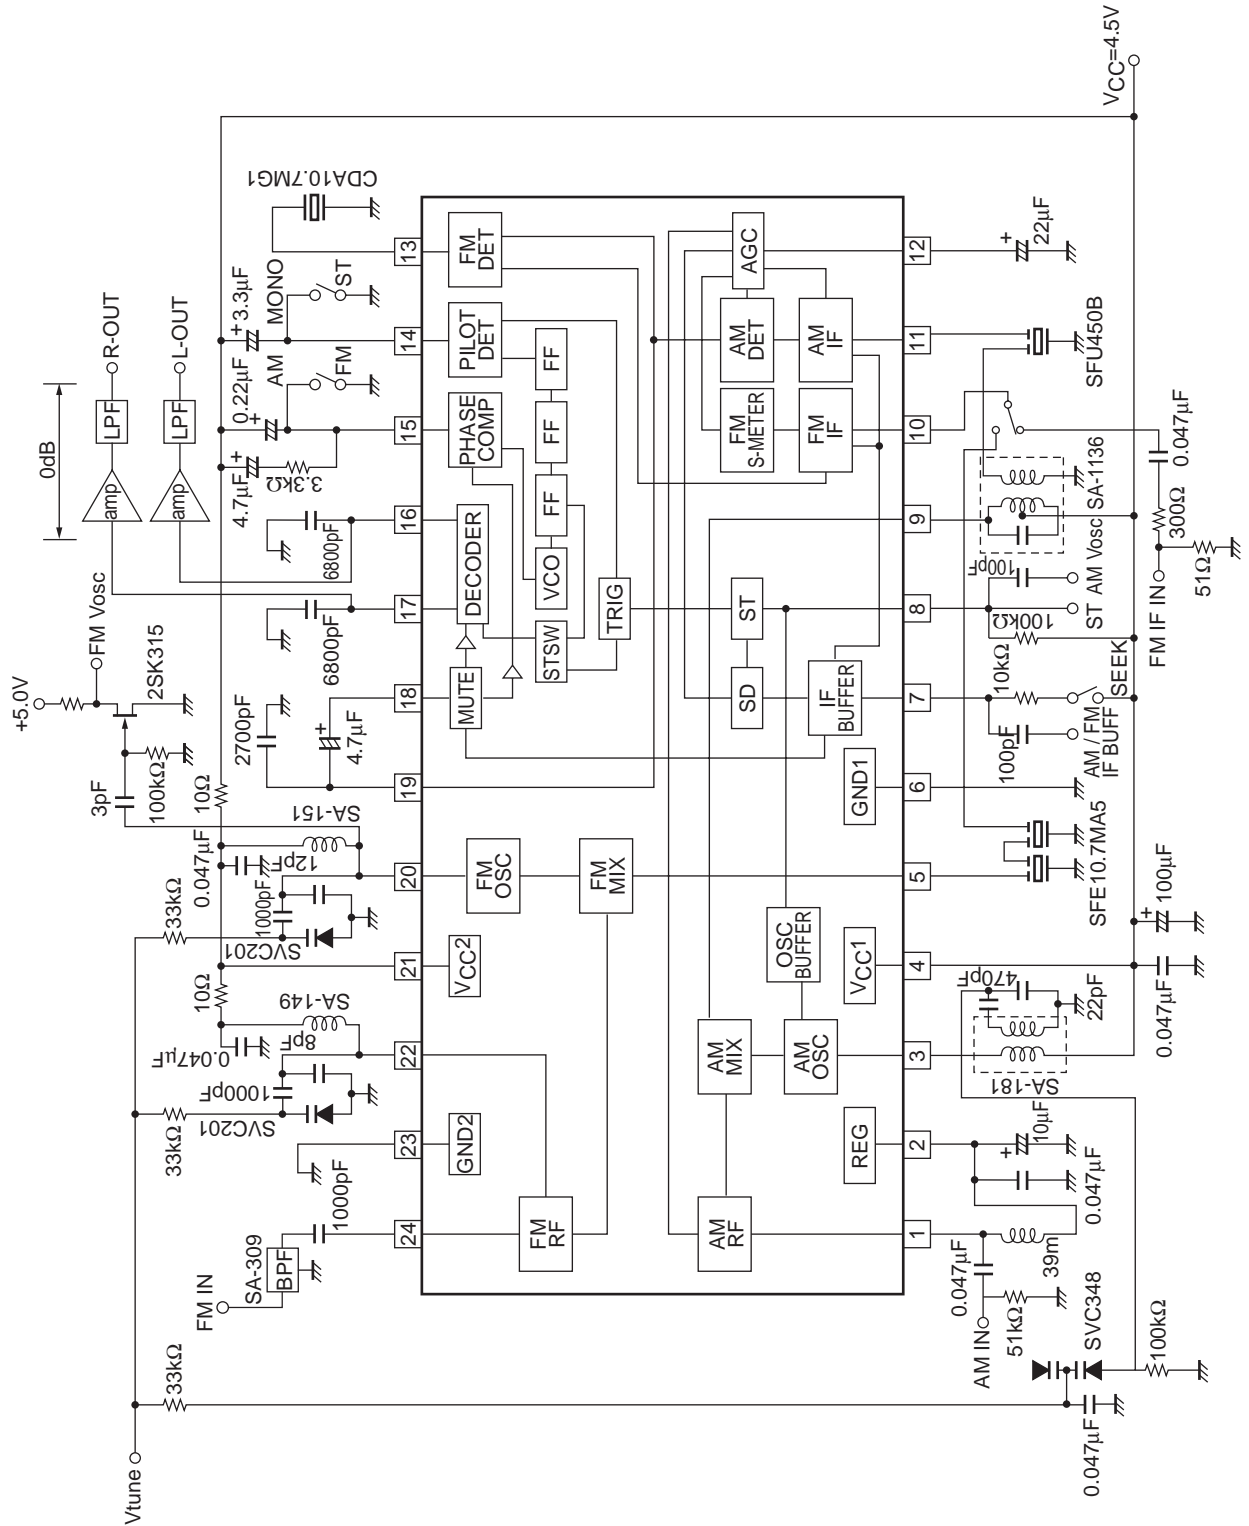 Vtune
33kΩ
FM IN
SA-309
BPF
1000pF
33kΩ
SVC201
1000pF
0.047µF
8pF
SA-149
10Ω
33kΩ
SVC201
1000pF
0.047µF
12pF
SA-151
10Ω
3pF
100kΩ
+5.0V
FM Vosc
2SK315
2700pF
4.7µF
6800pF
6800pF
0dB
amp
LPF
R-OUT
amp
LPF
L-OUT
4.7µF
3.3kΩ
0.22µF
AM
FM
3.3µF
MONO
ST
CDA10.7MG1
24
23
22
21
20
19
18
17
16
15
14
13
GND2
VCC2
FM
OSC
FM
RF
FM
MIX
MUTE
DECODER
PHASE
COMP
PILOT
DET
FM
DET
STSW
VCO
FF
FF
FF
TRIG
AM
RF
AM
MIX
AM
OSC
OSC
BUFFER
REG
VCC1
GND1
SD
IF
BUFFER
ST
FM
S-METER
FM
IF
AM
DET
AM
IF
AGC
1
2
3
4
5
6
7
8
9
10
11
12
0.047µF
AM IN
51kΩ
39m
0.047µF
10µF
SVC348
100kΩ
0.047µF
SA-181
470pF
22pF
0.047µF
100µF
SFE10.7MA5
100pF
AM / FM
IF BUFF
10kΩ
SEEK
100kΩ
ST
100pF
AM Vosc
SA-1136
FM IF IN
51Ω
300Ω
0.047µF
SFU450B
22µF
VCC=4.5V